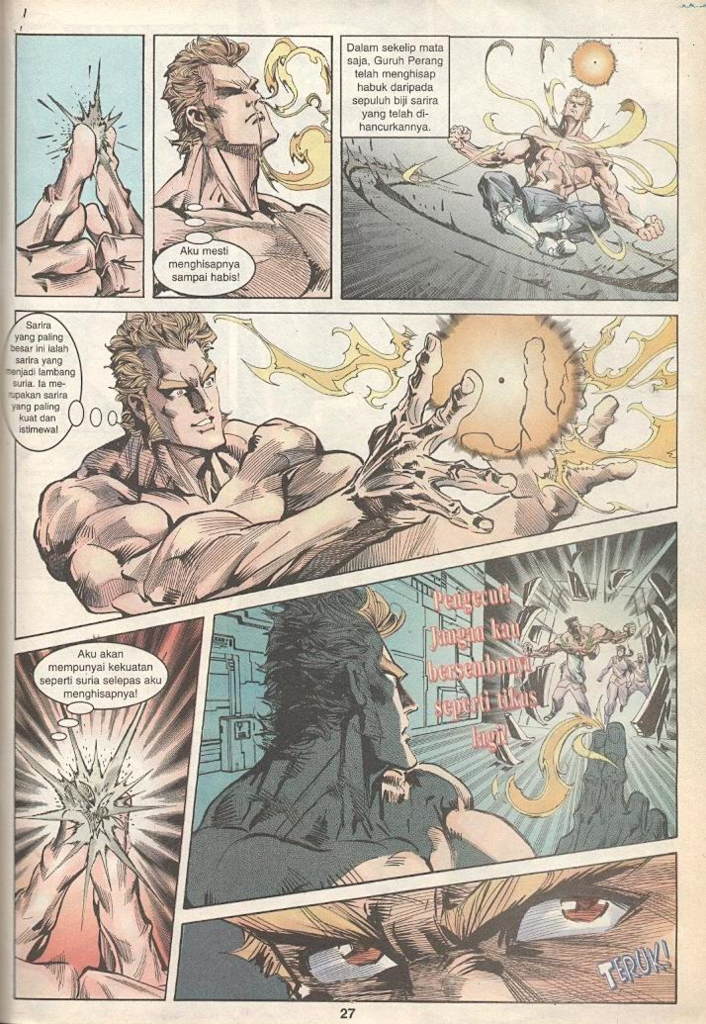 Aku mesti
menghisapnya
sampai habis!
Dalam sekelip mata
saja, Guruh Perang
telah menghisap
habuk daripada
sepuluh biji sarira
yang telah di-
hancurkannya.
Sarira
yang paling
besar ini ialah
sarira yang
menjadi lambang
suria. Ia me-
rupakan sarira
yang paling
kuat dan
istimewa!
Aku akan
mempunyai kekuatan
seperti suria selepas aku
menghisapnya!
Pengecut!
Jangan kau
bersembunyi
seperti tikus
lagi!
TERUK!
27